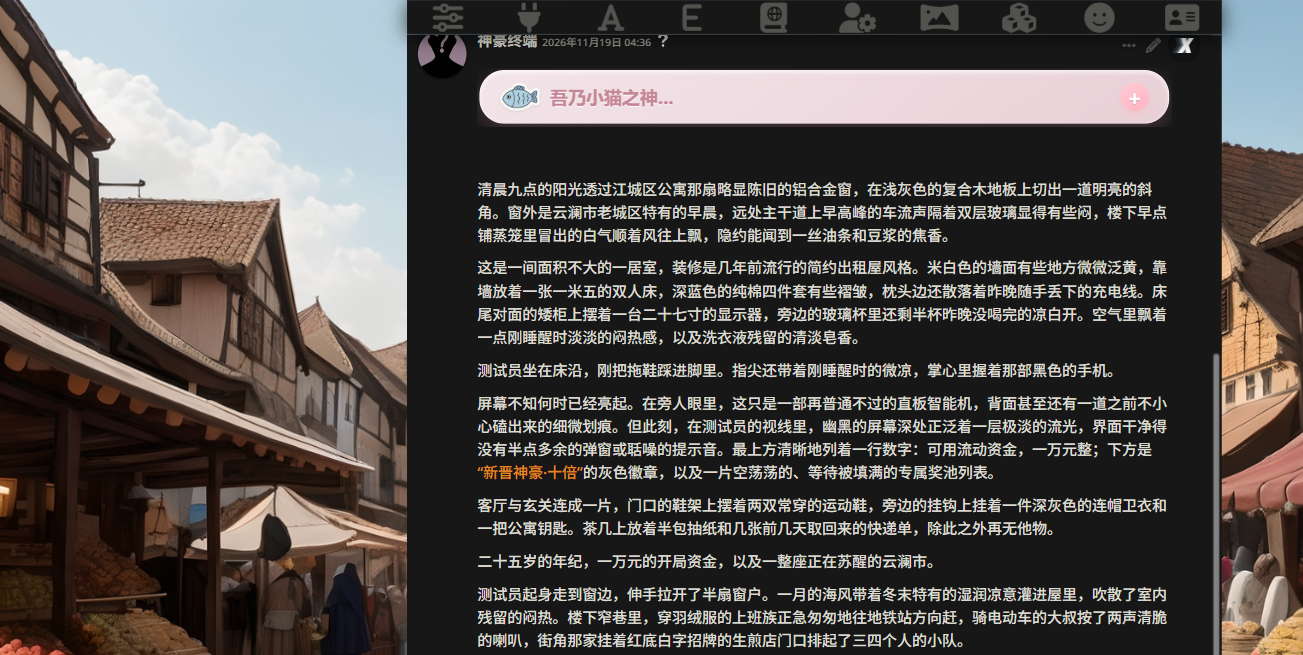 神豪终端 2026年11月19日 04:36 ?
吾乃小猫之神...
清晨九点的阳光透过江城区公寓那扇略显陈旧的铝合金窗，在浅灰色的复合木地板上切出一道明亮的斜
角。窗外是云澜市老城区特有的早晨，远处主干道上早高峰的车流声隔着双层玻璃显得有些闷，楼下早点
铺蒸笼里冒出的白气顺着风往上飘，隐约能闻到一丝油条和豆浆的焦香。
这是一间面积不大的一居室，装修是几年前流行的简约出租屋风格。米白色的墙面有些地方微微泛黄，靠
墙放着一张一米五的双人床，深蓝色的纯棉四件套有些褶皱，枕头边还散落着昨晚随手丢下的充电线。床
尾对面的矮柜上摆着一台二十七寸的显示器，旁边的玻璃杯里还剩半杯昨晚没喝完的凉白开。空气里飘着
一点刚睡醒时淡淡的闷热感，以及洗衣液残留的清淡皂香。
测试员坐在床沿，刚把拖鞋踩进脚里。指尖还带着刚睡醒时的微凉，掌心里握着那部黑色的手机。
屏幕不知何时已经亮起。在旁人眼里，这只是一部再普通不过的直板智能机，背面甚至还有一道之前不小
心磕出来的细微划痕。但此刻，在测试员的视线里，幽黑的屏幕深处正泛着一层极淡的流光，界面干净得
没有半点多余的弹窗或聒噪的提示音。最上方清晰地列着一行数字：可用流动资金，一万元整；下方是
“新晋神豪·十倍”的灰色徽章，以及一片空荡荡的、等待被填满的专属奖池列表。
客厅与玄关连成一片，门口的鞋架上摆着两双常穿的运动鞋，旁边的挂钩上挂着一件深灰色的连帽卫衣和
一把公寓钥匙。茶几上放着半包抽纸和几张前几天取回来的快递单，除此之外再无他物。
二十五岁的年纪，一万元的开局资金，以及一整座正在苏醒的云澜市。
测试员起身走到窗边，伸手拉开了半扇窗户。一月的海风带着冬末特有的湿润凉意灌进屋里，吹散了室内
残留的闷热。楼下窄巷里，穿羽绒服的上班族正急匆匆地往地铁站方向赶，骑电动车的大叔按了两声清脆
的喇叭，街角那家挂着红底白字招牌的生煎店门口排起了三四个人的小队。